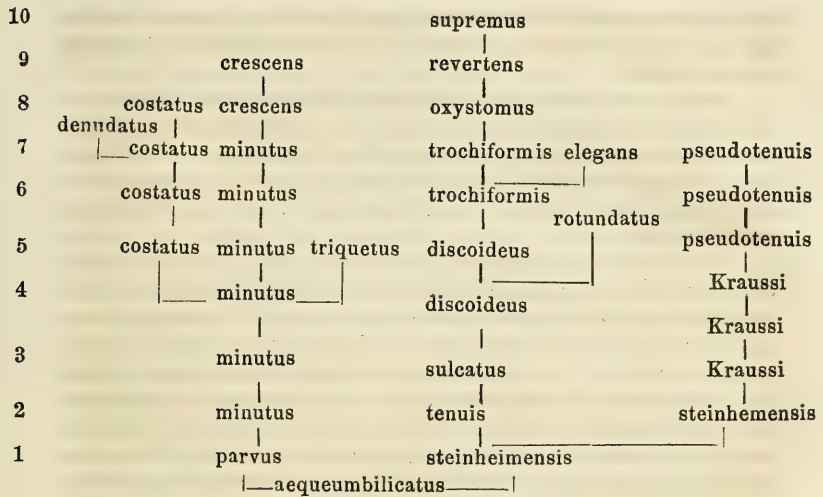 10 supremus
9 crescens revertens
8 costatus crescens oxystomus
denudatus
7 costatus minutus trochiformis elegans pseudotenuis
6 costatus minutus trochiformis pseudotenuis
rotundatus
5 costatus minutus triquetus discoideus pseudotenuis
4 minutus discoideus Kraussi
Kraussi
3 minutus sulcatus Kraussi
2 minutus tenuis steinhemensis
1 parvus steinheimensis
aequeumbilicatus